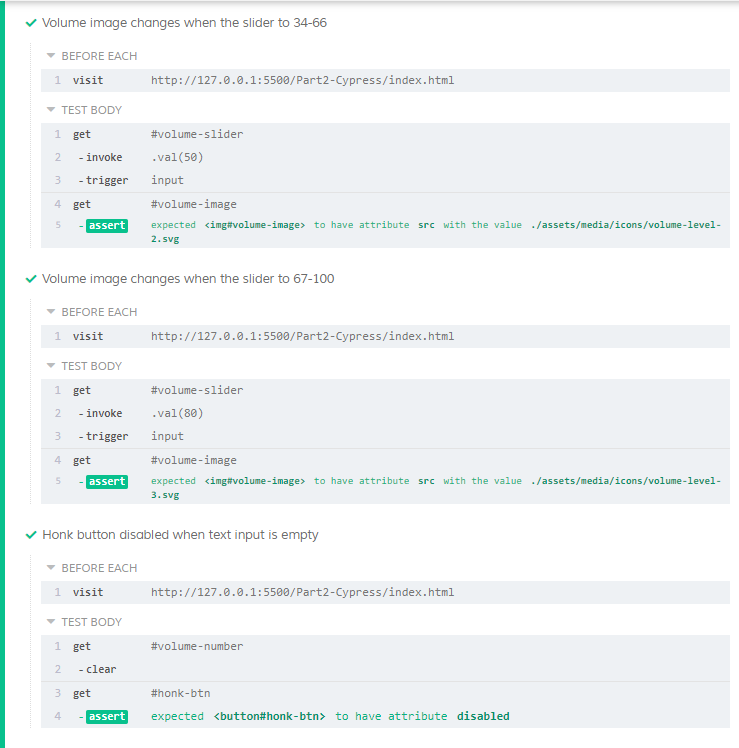 Volume image changes when the slider to 34-66
BEFORE EACH
1 visit http://127.0.0.1:5500/Part2-Cypress/index.html
TEST BODY
1 get #volume-slider
2 -invoke .val(50)
3 -trigger input
4 get #volume-image
5 -assert expected <img#volume-image> to have attribute src with the value ./assets/media/icons/volume-level-
2.svg
Volume image changes when the slider to 67-100
BEFORE EACH
1 visit http://127.0.0.1:5500/Part2-Cypress/index.html
TEST BODY
1 get #volume-slider
2 -invoke .val(80)
3 -trigger input
4 get #volume-image
5 -assert expected <img#volume-image> to have attribute src with the value ./assets/media/icons/volume-level-
3.svg
Honk button disabled when text input is empty
BEFORE EACH
1 visit http://127.0.0.1:5500/Part2-Cypress/index.html
TEST BODY
1 get #volume-number
2 -clear
3 get #honk-btn
4 -assert expected <button#honk-btn> to have attribute disabled